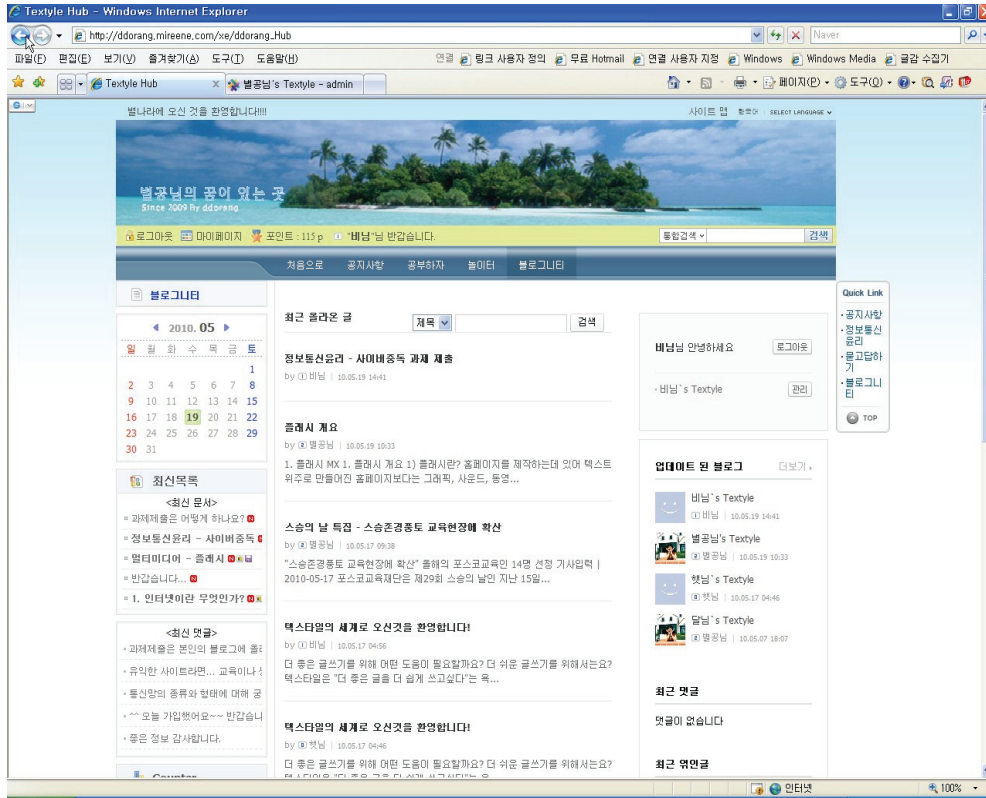 Textyle Hub - Windows Internet Explorer
http://ddorang.mireene.com/xe/ddorang_Hub
Naver
파일(F) 편집(E) 보기(V) 즐겨찾기(A) 도구(T) 도움말(H)
연결 링크 사용자 정의 무료 Hotmail 연결 사용자 지정 Windows Windows Media 글감 수집기
Textyle Hub
별공님's Textyle - admin
페이지(P) 도구(O)
별나라에 오신 것을 환영합니다!!!!
사이트 맵 한국어 SELECT LANGUAGE
별공님의 꿈이 있는 곳
Since 2009 By ddorang
로그아웃 마이페이지 포인트 : 115 p "비님"님 반갑습니다.
통합검색 검색
처음으로 공지사항 공부하자 놀이터 블로그니티
블로그니티
2010. 05
일 월 화 수 목 금 토
1
2 3 4 5 6 7 8
9 10 11 12 13 14 15
16 17 18 19 20 21 22
23 24 25 26 27 28 29
30 31
최신목록
<최신 문서>
과제제출은 어떻게 하나요?
정보통신윤리 - 사이버중독
멀티미디어 - 플래시
반갑습니다...
1. 인터넷이란 무엇인가?
<최신 댓글>
과제제출은 본인의 블로그에 올리
유익한 사이트라면... 교육이나
통신망의 종류와 형태에 대해 궁
^^ 오늘 가입했어요~~ 반갑습니
좋은 정보 감사합니다.
Counter
최근 올라온 글
제목 검색
정보통신윤리 - 사이버중독 과제 제출
by 비님 | 10.05.19 14:41
플래시 개요
by 별공님 | 10.05.19 10:33
1. 플래시 MX 1. 플래시 개요 1) 플래시란? 홈페이지를 제작하는데 있어 텍스트
위주로 만들어진 홈페이지보다는 그래픽, 사운드, 동영...
스승의 날 특집 - 스승존경풍토 교육현장에 확산
by 별공님 | 10.05.17 09:38
"스승존경풍토 교육현장에 확산" 올해의 포스코교육인 14명 선정 기사입력 |
2010-05-17 포스코교육재단은 제29회 스승의 날인 지난 15일...
텍스타일의 세계로 오신것을 환영합니다!
by 비님 | 10.05.17 04:56
더 좋은 글쓰기를 위해 어떤 도움이 필요할까요? 더 쉬운 글쓰기를 위해서는요?
텍스타일은 "더 좋은 글을 더 쉽게 쓰고싶다"는 욕...
텍스타일의 세계로 오신것을 환영합니다!
by 햇님 | 10.05.17 04:46
더 좋은 글쓰기를 위해 어떤 도움이 필요할까요? 더 쉬운 글쓰기를 위해서는요?
비님님 안녕하세요 로그아웃
비님`s Textyle 관리
업데이트 된 블로그 더보기
비님`s Textyle
비님 | 10.05.19 14:41
별공님's Textyle
별공님 | 10.05.19 10:33
햇님`s Textyle
햇님 | 10.05.17 04:46
달님`s Textyle
별공님 | 10.05.07 18:07
최근 댓글
댓글이 없습니다
최근 엮인글
Quick Link
공지사항
정보통신
윤리
묻고답하
기
블로그니
티
TOP
인터넷
100%